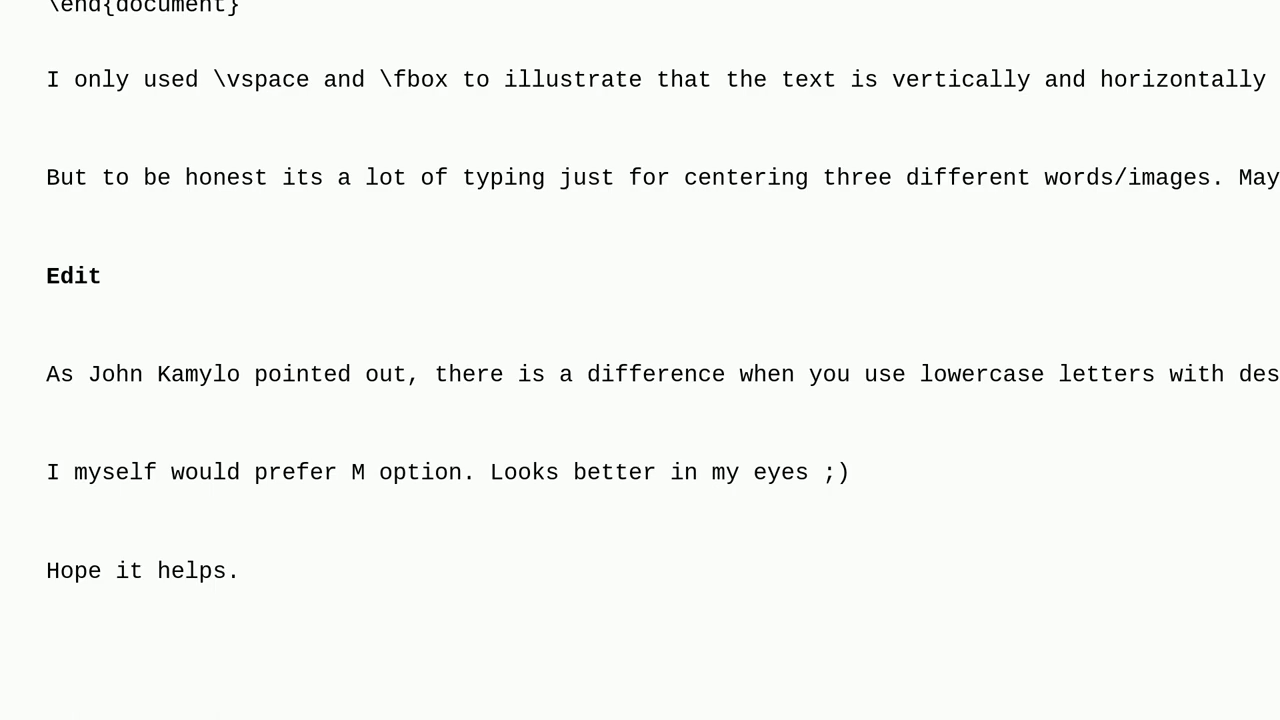 \end{document}
I only used \vspace and \fbox to illustrate that the text is vertically and horizontally
But to be honest its a lot of typing just for centering three different words/images. May
Edit
As John Kamylo pointed out, there is a difference when you use lowercase letters with des
I myself would prefer M option. Looks better in my eyes ;)
Hope it helps.